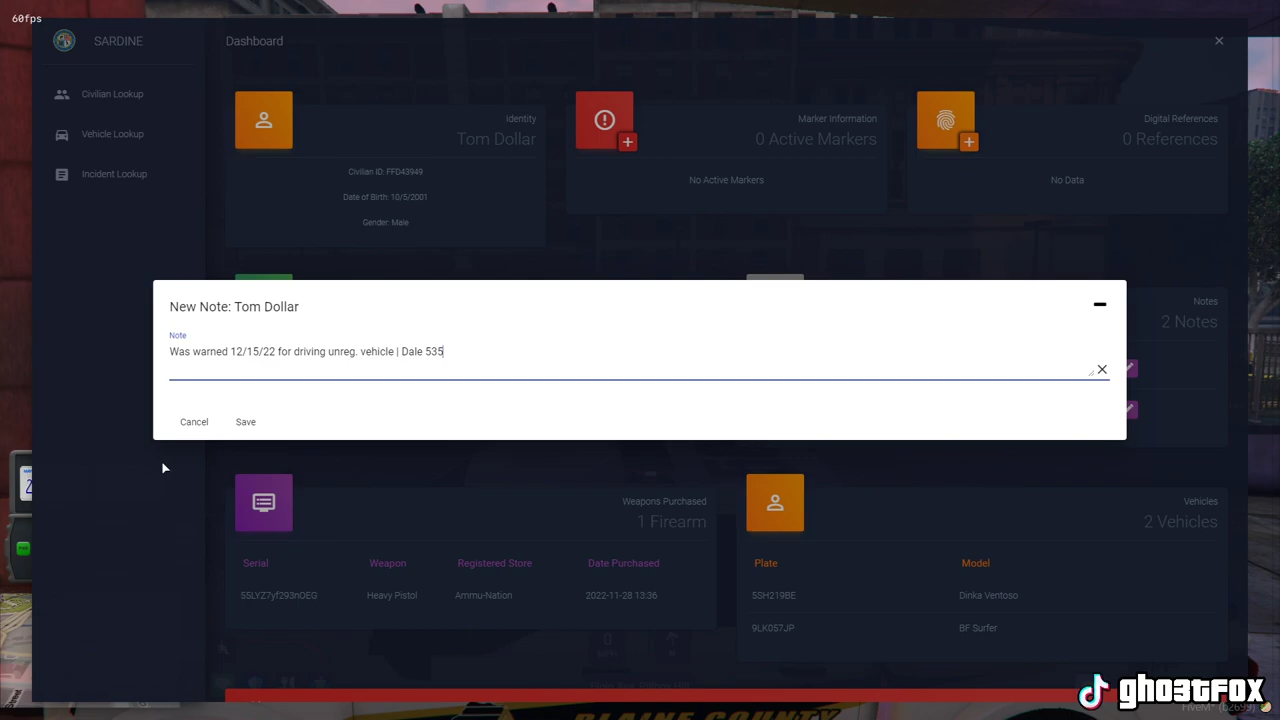 60fps
SARDINE
Dashboard
Civilian Lookup
Vehicle Lookup
Incident Lookup
Identity
Tom Dollar
Civilian ID: FFD43949
Date of Birth: 10/5/2001
Gender: Male
Marker Information
0 Active Markers
No Active Markers
Digital References
0 References
No Data
New Note: Tom Dollar
Note
Was warned 12/15/22 for driving unreg. vehicle | Dale 535
Cancel
Save
Notes
2 Notes
Weapons Purchased
1 Firearm
Serial
Weapon
Registered Store
Date Purchased
55LYZ7yf293nOEG
Heavy Pistol
Ammu-Nation
2022-11-28 13:36
Vehicles
2 Vehicles
Plate
Model
5SH219BE
Dinka Ventoso
9LK057JP
BF Surfer
BLAINE COUNTY
gho3tfox
FiveM* (b2699)